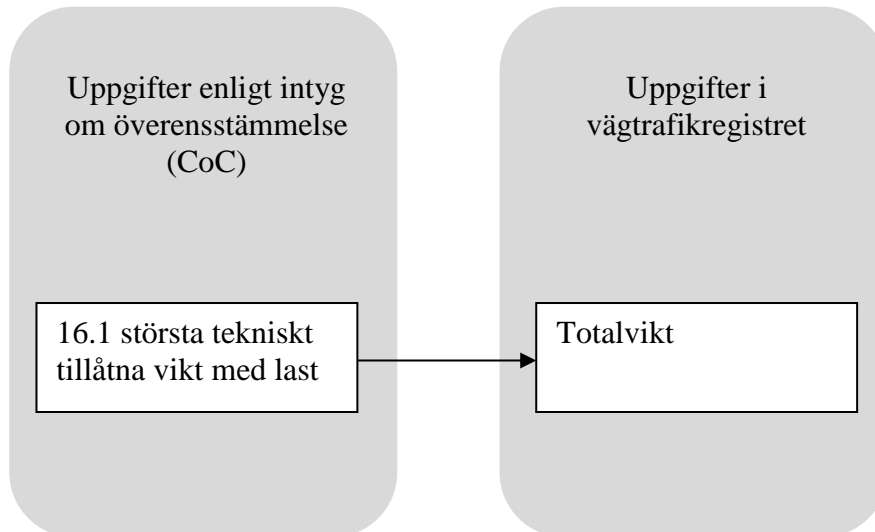 Uppgifter enligt intyg
om överensstämmelse
(CoC)
16.1 största tekniskt
tillåtna vikt med last
Uppgifter i
vägtrafikregistret
Totalvikt